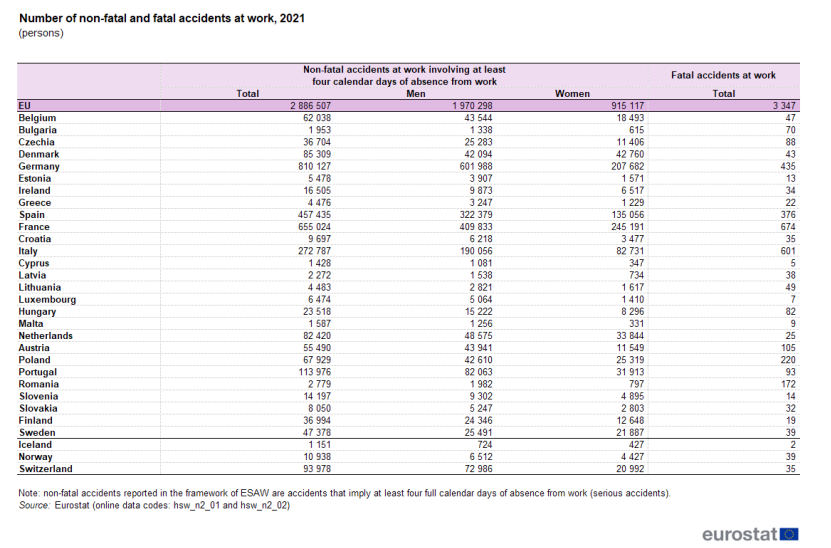 Number of non-fatal and fatal accidents at work, 2021
(persons)
Non-fatal accidents at work involving at least
four calendar days of absence from work
Fatal accidents at work
Total Men Women Total
EU 2 886 507 1 970 298 915 117 3 347
Belgium 62 038 43 544 18 493 47
Bulgaria 1 953 1 338 615 70
Czechia 36 704 25 283 11 406 88
Denmark 85 309 42 094 42 760 43
Germany 810 127 601 988 207 682 435
Estonia 5 478 3 907 1 571 13
Ireland 16 505 9 873 6 517 34
Greece 4 476 3 247 1 229 22
Spain 457 435 322 379 135 056 376
France 655 024 409 833 245 191 674
Croatia 9 697 6 218 3 477 35
Italy 272 787 190 056 82 731 601
Cyprus 1 428 1 081 347 5
Latvia 2 272 1 538 734 38
Lithuania 4 483 2 821 1 617 49
Luxembourg 6 474 5 064 1 410 7
Hungary 23 518 15 222 8 296 82
Malta 1 587 1 256 331 9
Netherlands 82 420 48 575 33 844 25
Austria 55 490 43 941 11 549 105
Poland 67 929 42 610 25 319 220
Portugal 113 976 82 063 31 913 93
Romania 2 779 1 982 797 172
Slovenia 14 197 9 302 4 895 14
Slovakia 8 050 5 247 2 803 32
Finland 36 994 24 346 12 648 19
Sweden 47 378 25 491 21 887 39
Iceland 1 151 724 427 2
Norway 10 938 6 512 4 427 39
Switzerland 93 978 72 986 20 992 35
Note: non-fatal accidents reported in the framework of ESAW are accidents that imply at least four full calendar days of absence from work (serious accidents).
Source: Eurostat (online data codes: hsw_n2_01 and hsw_n2_02)
eurostat